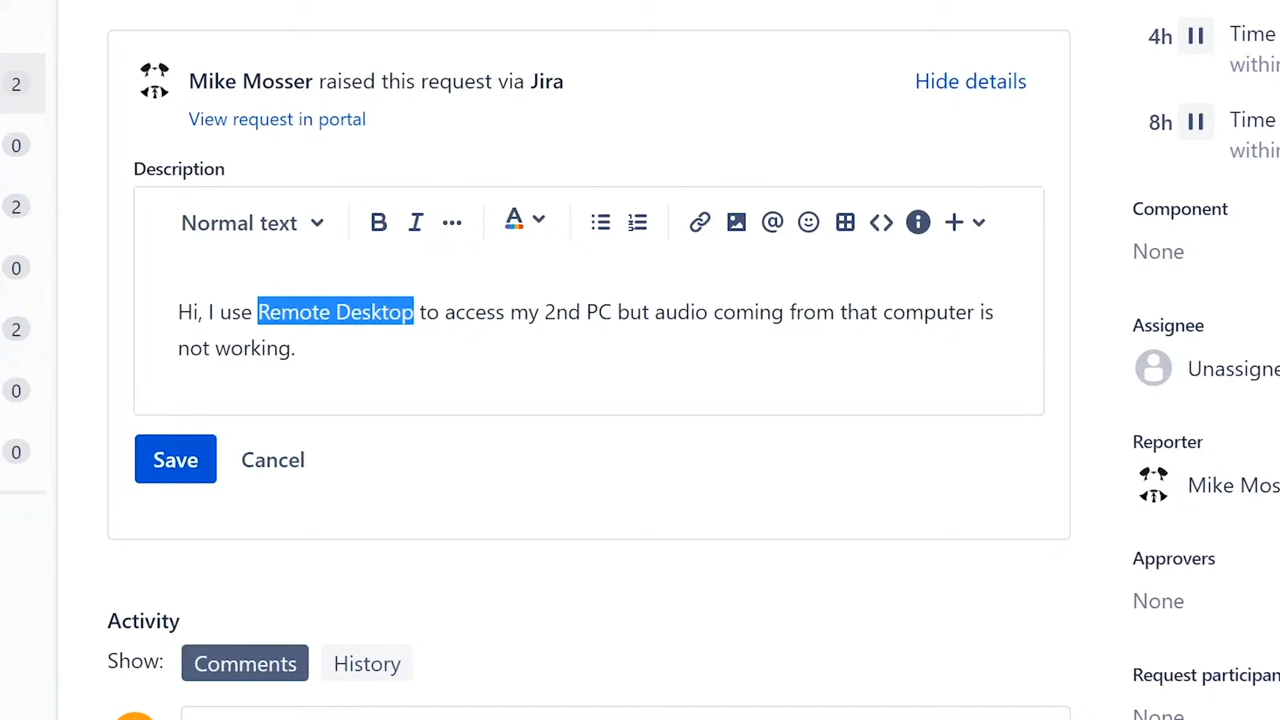 2
0
2
0
2
0
0
Mike Mosser raised this request via Jira
Hide details
View request in portal
Description
Normal text
B I A
Hi, I use Remote Desktop to access my 2nd PC but audio coming from that computer is
not working.
Save
Cancel
Activity
Show: Comments History
4h
Time
within
8h
Time
within
Component
None
Assignee
Unassigne
Reporter
Mike Mos
Approvers
None
Request participan
None